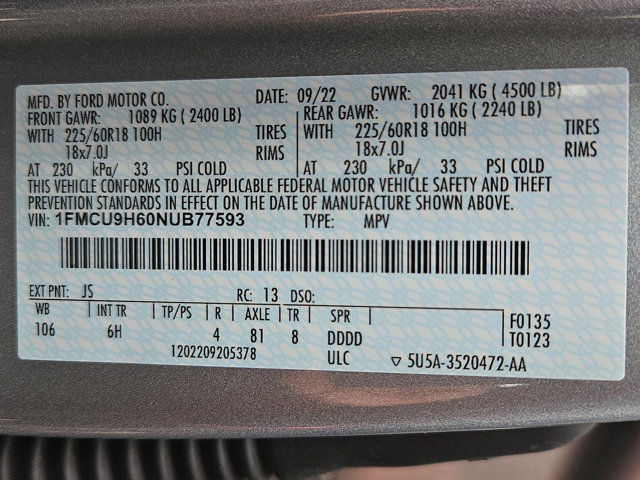 MFD. BY FORD MOTOR CO. DATE: 09/22 GVWR: 2041 KG ( 4500 LB)
FRONT GAWR: 1089 KG ( 2400 LB) REAR GAWR: 1016 KG ( 2240 LB)
WITH 225/60R18 100H TIRES WITH 225/60R18 100H TIRES
18x7.0J RIMS 18x7.0J RIMS
AT 230 kPa/ 33 PSI COLD AT 230 kPa/ 33 PSI COLD
THIS VEHICLE CONFORMS TO ALL APPLICABLE FEDERAL MOTOR VEHICLE SAFETY AND THEFT
PREVENTION STANDARDS IN EFFECT ON THE DATE OF MANUFACTURE SHOWN ABOVE.
VIN: 1FMCU9H60NUB77593 TYPE: MPV
EXT PNT: JS RC: 13 DSO:
WB INT TR TP/PS R AXLE TR SPR F0135
106 6H 4 81 8 DDDD T0123
1202209205378 ULC ▽ 5U5A-3520472-AA